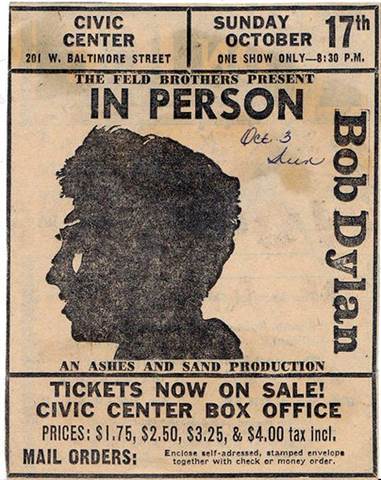 CIVIC
CENTER
201 W. BALTIMORE STREET
SUNDAY
OCTOBER 17th
ONE SHOW ONLY—8:30 P.M.
THE FELD BROTHERS PRESENT
IN PERSON
Oct 3
Sun
Bob Dylan
AN ASHES AND SAND PRODUCTION
TICKETS NOW ON SALE!
CIVIC CENTER BOX OFFICE
PRICES: $1.75, $2.50, $3.25, & $4.00 tax incl.
MAIL ORDERS: Enclose self-adressed, stamped envelope
together with check or money order.